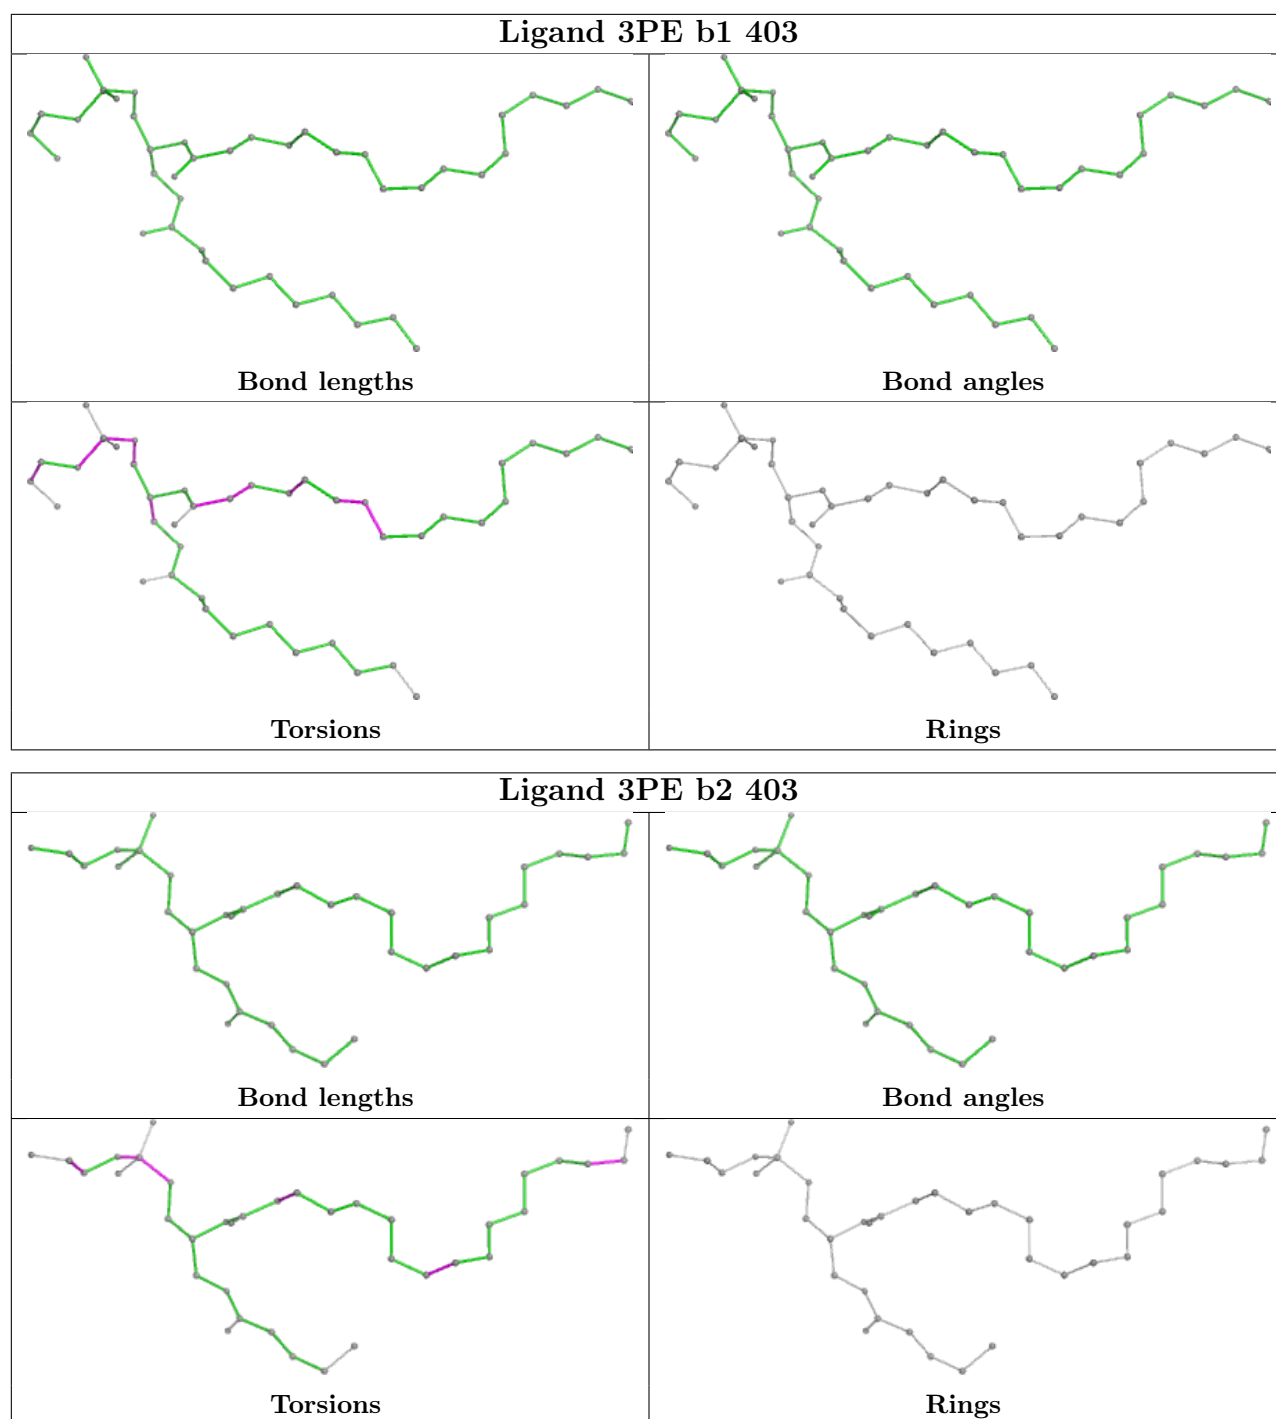 Ligand 3PE b1 403
Bond lengths
Bond angles
Torsions
Rings
Ligand 3PE b2 403
Bond lengths
Bond angles
Torsions
Rings